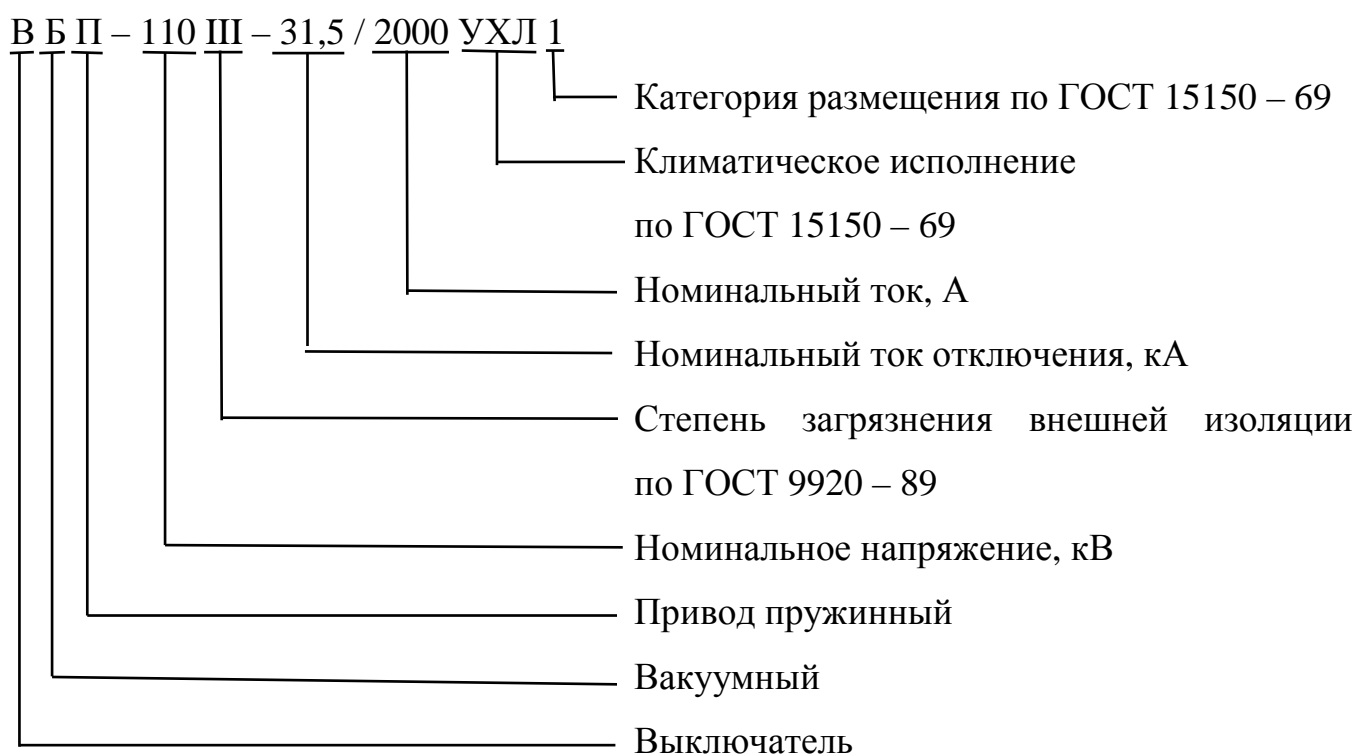 В Б П – 110 III – 31,5 / 2000 УХЛ 1
Категория размещения по ГОСТ 15150 – 69
Климатическое исполнение
по ГОСТ 15150 – 69
Номинальный ток, А
Номинальный ток отключения, кА
Степень загрязнения внешней изоляции
по ГОСТ 9920 – 89
Номинальное напряжение, кВ
Привод пружинный
Вакуумный
Выключатель